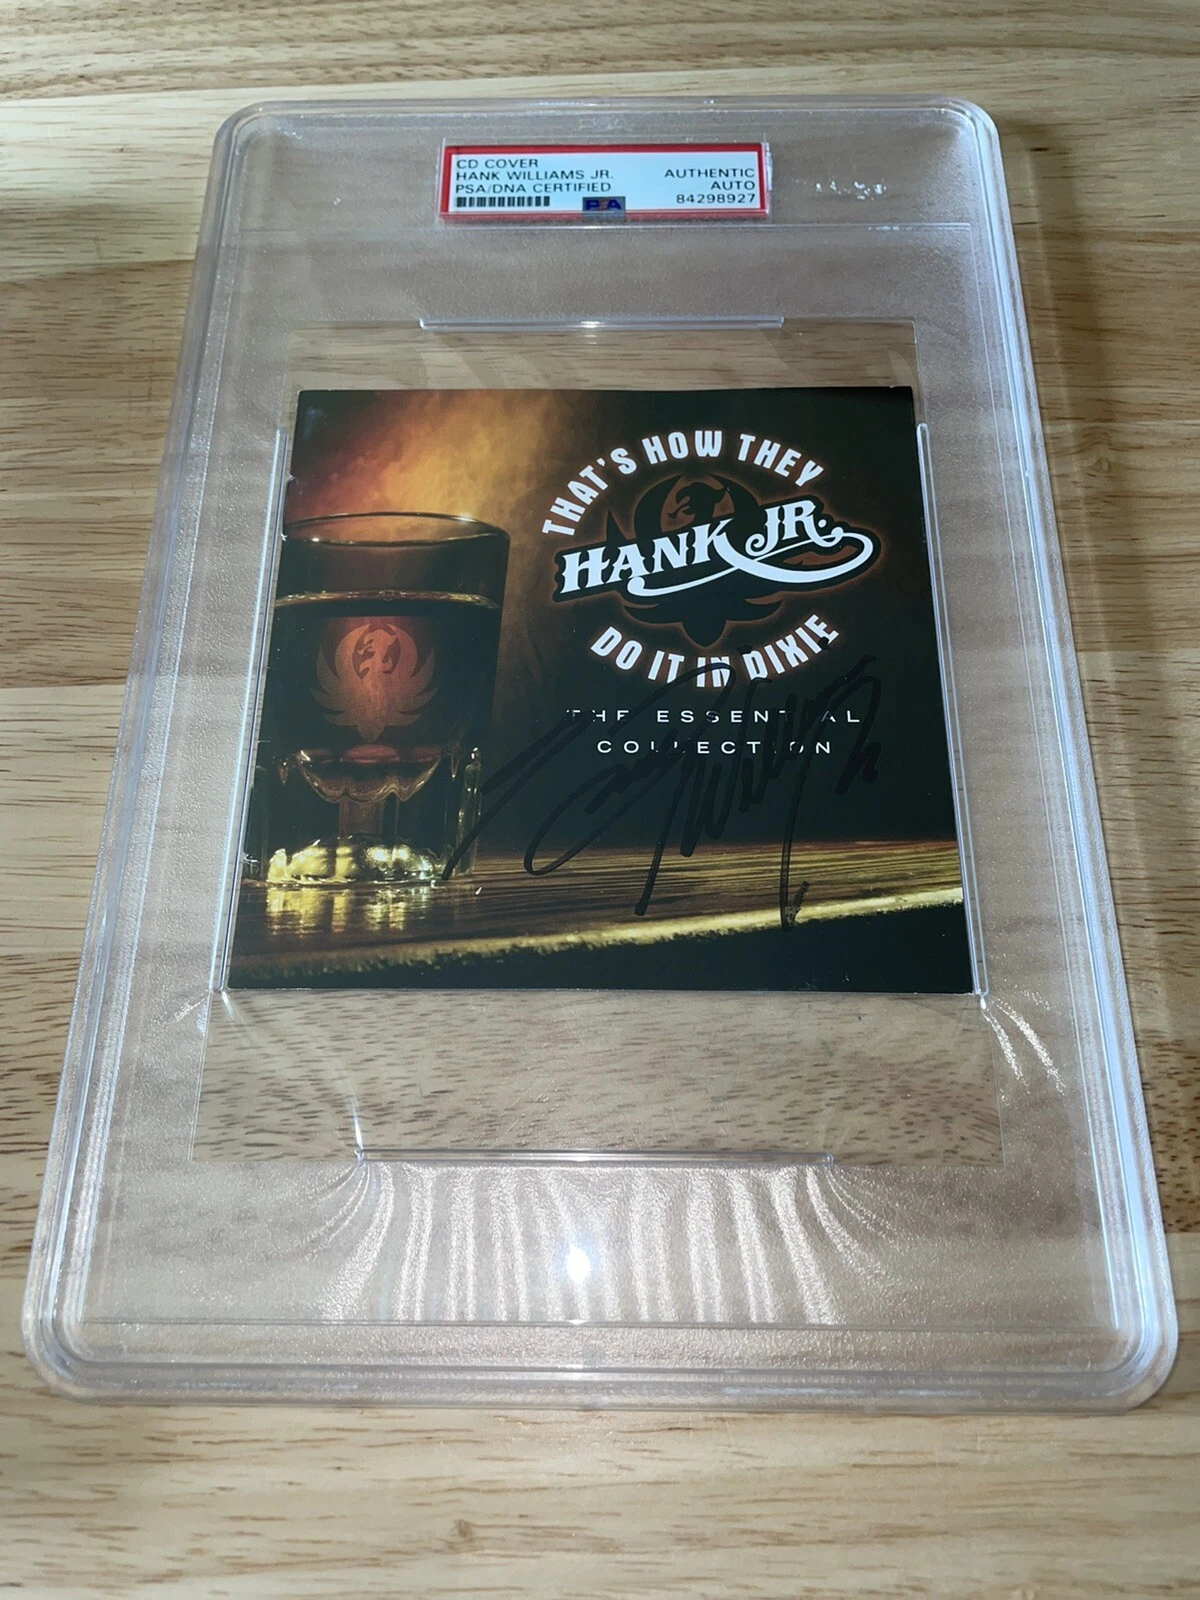 CD COVER
HANK WILLIAMS JR.
PSA/DNA CERTIFIED
AUTHENTIC
AUTO
84298927
THAT'S HOW THEY
HANK JR.
DO IT IN DIXIE
THE ESSENTIAL
COLLECTION